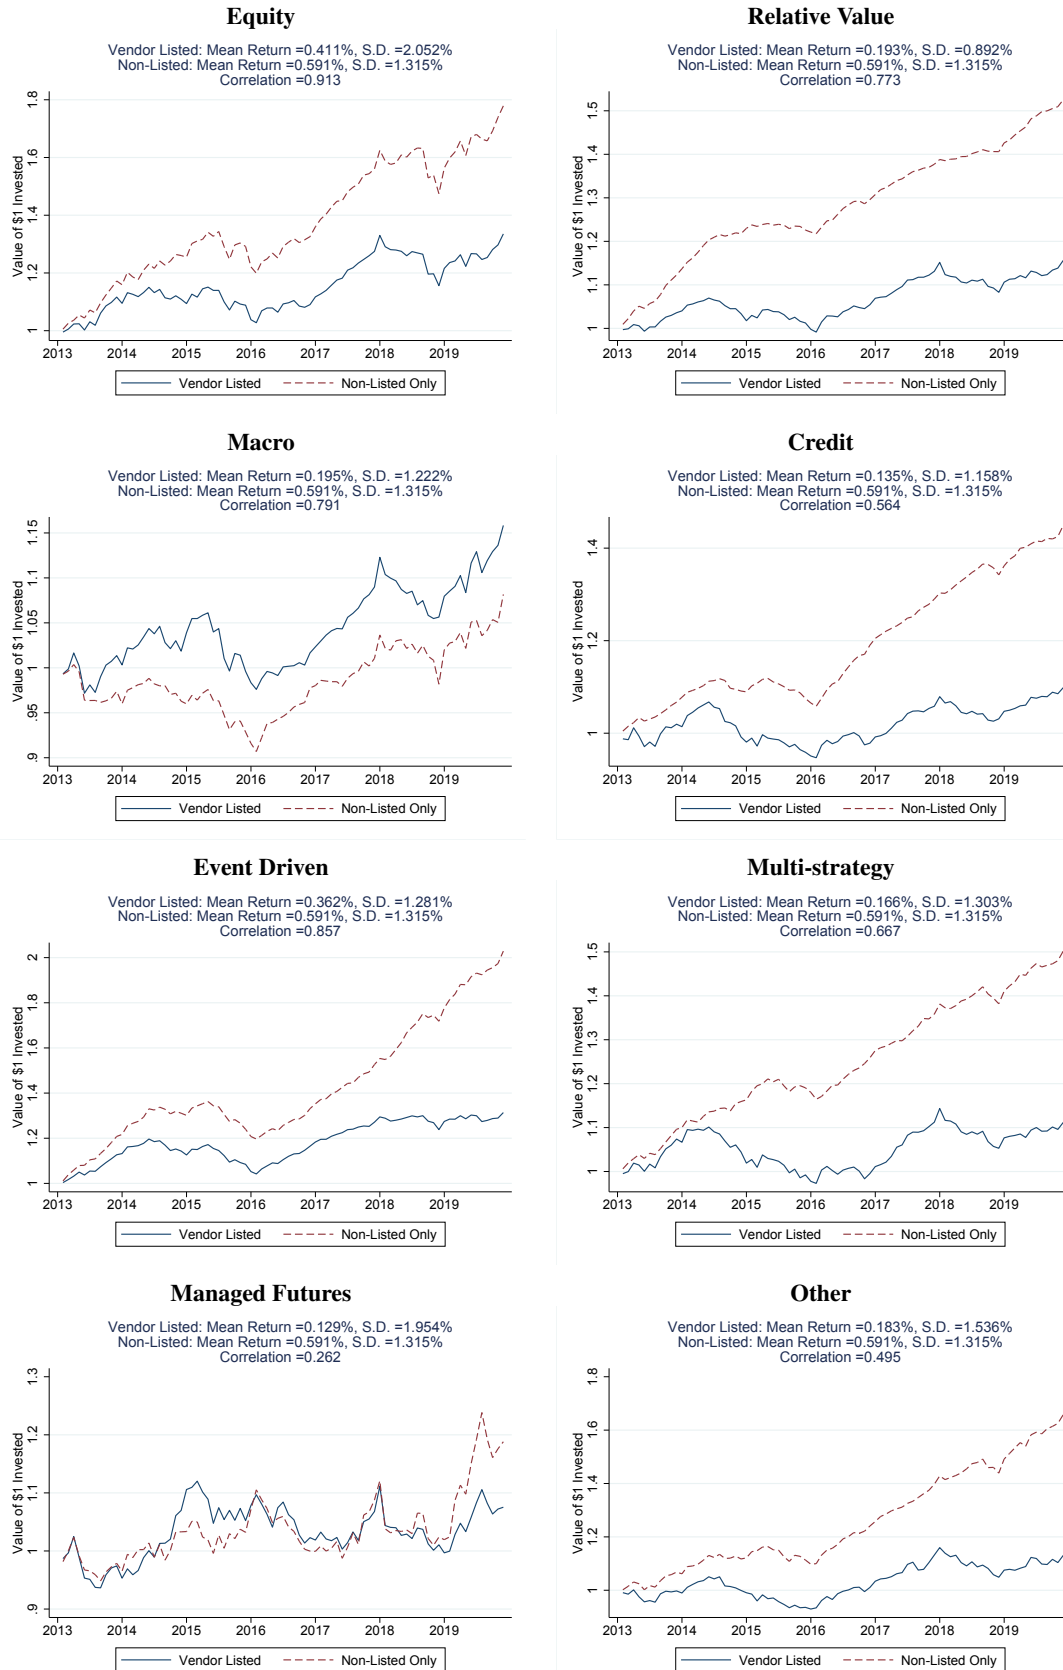 Equity
Vendor Listed: Mean Return =0.411%, S.D. =2.052%
Non-Listed: Mean Return =0.591%, S.D. =1.315%
Correlation =0.913
Value of $1 Invested
1.8
1.6
1.4
1.2
1
2013 2014 2015 2016 2017 2018 2019
Vendor Listed Non-Listed Only
Relative Value
Vendor Listed: Mean Return =0.193%, S.D. =0.892%
Non-Listed: Mean Return =0.591%, S.D. =1.315%
Correlation =0.773
Value of $1 Invested
1.5
1.4
1.3
1.2
1.1
1
2013 2014 2015 2016 2017 2018 2019
Vendor Listed Non-Listed Only
Macro
Vendor Listed: Mean Return =0.195%, S.D. =1.222%
Non-Listed: Mean Return =0.591%, S.D. =1.315%
Correlation =0.791
Value of $1 Invested
1.15
1.1
1.05
1
.95
.9
2013 2014 2015 2016 2017 2018 2019
Vendor Listed Non-Listed Only
Credit
Vendor Listed: Mean Return =0.135%, S.D. =1.158%
Non-Listed: Mean Return =0.591%, S.D. =1.315%
Correlation =0.564
Value of $1 Invested
1.4
1.2
1
2013 2014 2015 2016 2017 2018 2019
Vendor Listed Non-Listed Only
Event Driven
Vendor Listed: Mean Return =0.362%, S.D. =1.281%
Non-Listed: Mean Return =0.591%, S.D. =1.315%
Correlation =0.857
Value of $1 Invested
2
1.8
1.6
1.4
1.2
1
2013 2014 2015 2016 2017 2018 2019
Vendor Listed Non-Listed Only
Multi-strategy
Vendor Listed: Mean Return =0.166%, S.D. =1.303%
Non-Listed: Mean Return =0.591%, S.D. =1.315%
Correlation =0.667
Value of $1 Invested
1.5
1.4
1.3
1.2
1.1
1
2013 2014 2015 2016 2017 2018 2019
Vendor Listed Non-Listed Only
Managed Futures
Vendor Listed: Mean Return =0.129%, S.D. =1.954%
Non-Listed: Mean Return =0.591%, S.D. =1.315%
Correlation =0.262
Value of $1 Invested
1.3
1.2
1.1
1
.9
2013 2014 2015 2016 2017 2018 2019
Vendor Listed Non-Listed Only
Other
Vendor Listed: Mean Return =0.183%, S.D. =1.536%
Non-Listed: Mean Return =0.591%, S.D. =1.315%
Correlation =0.495
Value of $1 Invested
1.8
1.6
1.4
1.2
1
2013 2014 2015 2016 2017 2018 2019
Vendor Listed Non-Listed Only